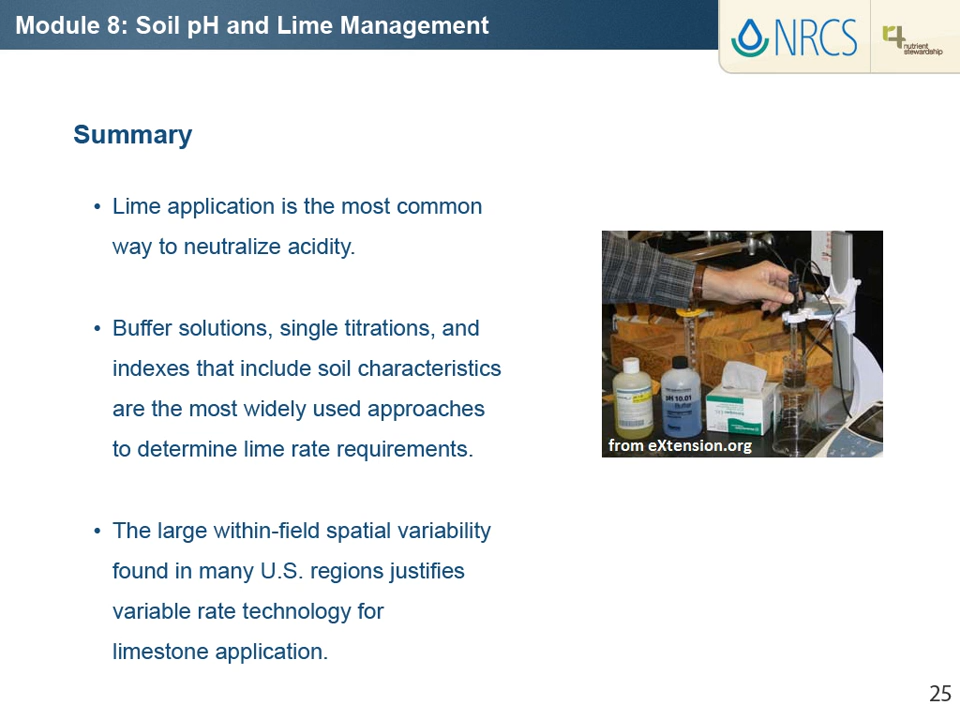 Module 8: Soil pH and Lime Management
NRCS
r4 nutrient
stewardship
Summary
• Lime application is the most common
way to neutralize acidity.
• Buffer solutions, single titrations, and
indexes that include soil characteristics
are the most widely used approaches
to determine lime rate requirements.
• The large within-field spatial variability
found in many U.S. regions justifies
variable rate technology for
limestone application.
pH 10.01
from eXtension.org
25